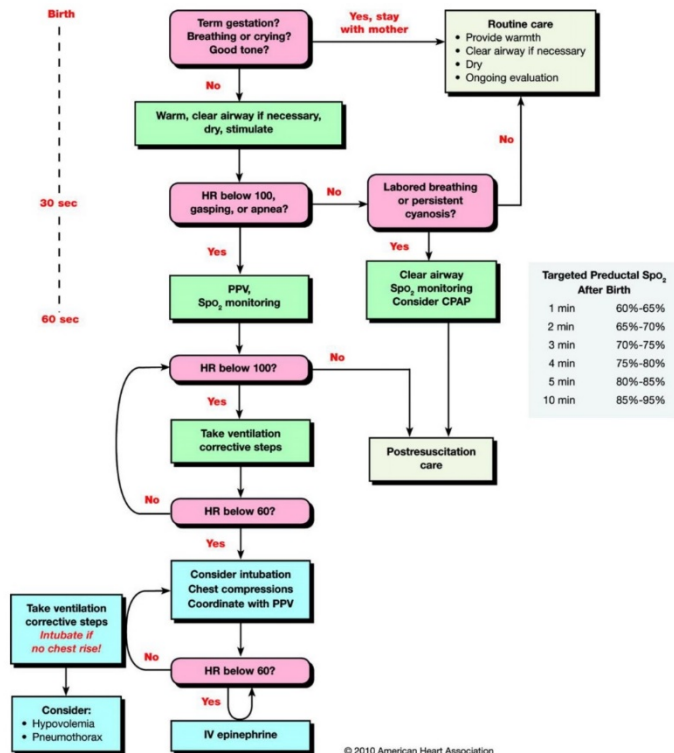 Birth
Term gestation?
Breathing or crying?
Good tone?
Yes, stay
with mother
Routine care
• Provide warmth
• Clear airway if necessary
• Dry
• Ongoing evaluation
No
Warm, clear airway if necessary,
dry, stimulate
No
30 sec
HR below 100,
gasping, or apnea?
No
Labored breathing
or persistent
cyanosis?
Yes
Yes
PPV,
SpO₂ monitoring
Clear airway
SpO₂ monitoring
Consider CPAP
60 sec
Targeted Preductal SpO₂
After Birth
1 min 60%-65%
2 min 65%-70%
3 min 70%-75%
4 min 75%-80%
5 min 80%-85%
10 min 85%-95%
HR below 100?
No
Yes
Take ventilation
corrective steps
Postresuscitation
care
No
HR below 60?
Yes
Consider intubation
Chest compressions
Coordinate with PPV
Take ventilation
corrective steps
Intubate if
no chest rise!
No
HR below 60?
Yes
Consider:
• Hypovolemia
• Pneumothorax
IV epinephrine
© 2010 American Heart Association